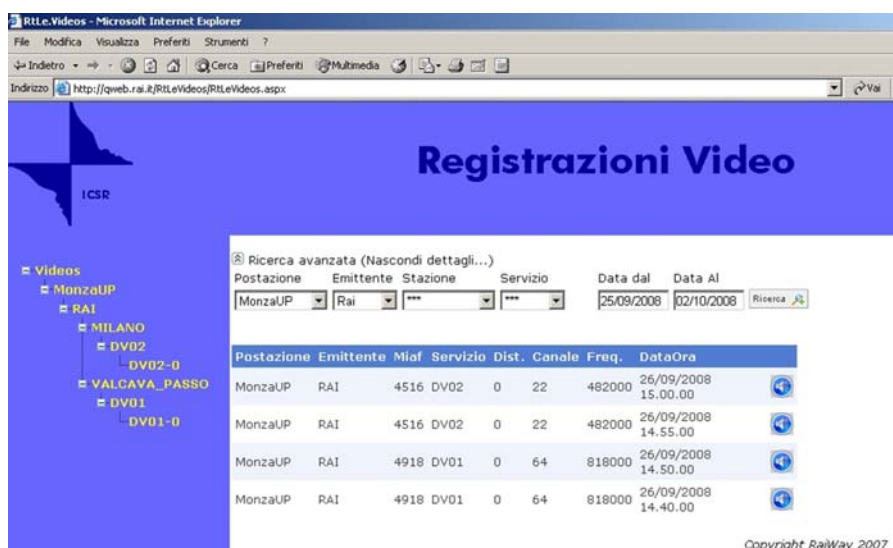 RtLe.Videos - Microsoft Internet Explorer
File Modifica Visualizza Preferiti Strumenti ?
Indietro Cerca Preferiti Multimedia
Indirizzo http://qweb.rai.it/RtLeVideos/RtLeVideos.aspx Vai
ICSR
Registrazioni Video
Videos
MonzaUP
RAI
MILANO
DV02
DV02-0
VALCAVA_PASSO
DV01
DV01-0
Ricerca avanzata (Nascondi dettagli...)
Postazione Emittente Stazione Servizio Data dal Data Al
MonzaUP Rai *** *** 25/09/2008 02/10/2008 Ricerca
Postazione Emittente Miaf Servizio Dist. Canale Freq. DataOra
MonzaUP RAI 4516 DV02 0 22 482000 26/09/2008 15.00.00
MonzaUP RAI 4516 DV02 0 22 482000 26/09/2008 14.55.00
MonzaUP RAI 4918 DV01 0 64 818000 26/09/2008 14.50.00
MonzaUP RAI 4918 DV01 0 64 818000 26/09/2008 14.40.00
Copyright RaiWay 2007